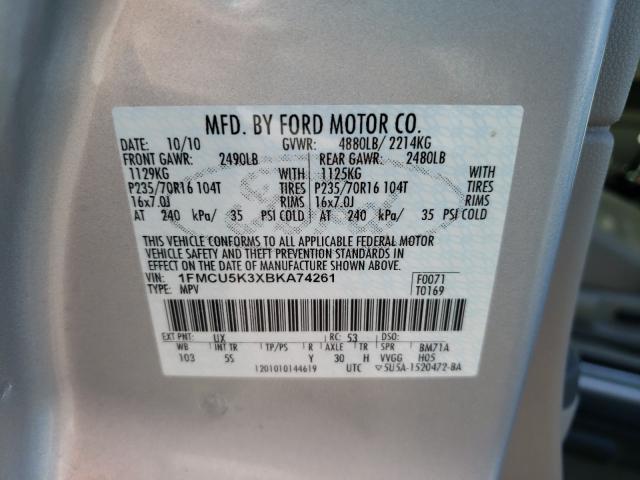 MFD. BY FORD MOTOR CO.
DATE: 10/10 GVWR: 4880LB/ 2214KG
FRONT GAWR: 2490LB REAR GAWR: 2480LB
1129KG WITH 1125KG WITH
P235/70R16 104T TIRES P235/70R16 104T TIRES
16x7.0J RIMS 16x7.0J RIMS
AT 240 kPa/ 35 PSI COLD AT 240 kPa/ 35 PSI COLD
THIS VEHICLE CONFORMS TO ALL APPLICABLE FEDERAL MOTOR
VEHICLE SAFETY AND THEFT PREVENTION STANDARDS IN
EFFECT ON THE DATE OF MANUFACTURE SHOWN ABOVE.
VIN: 1FMCU5K3XBKA74261 F0071
TYPE: MPV T0169
EXT PNT: UX RC: 53 DSO:
WB INT TR TP/PS R AXLE TR SPR BM71A
103 5S Y 30 H VVGG H05
1201010144619 UTC ▽5U5A-1520472-BA